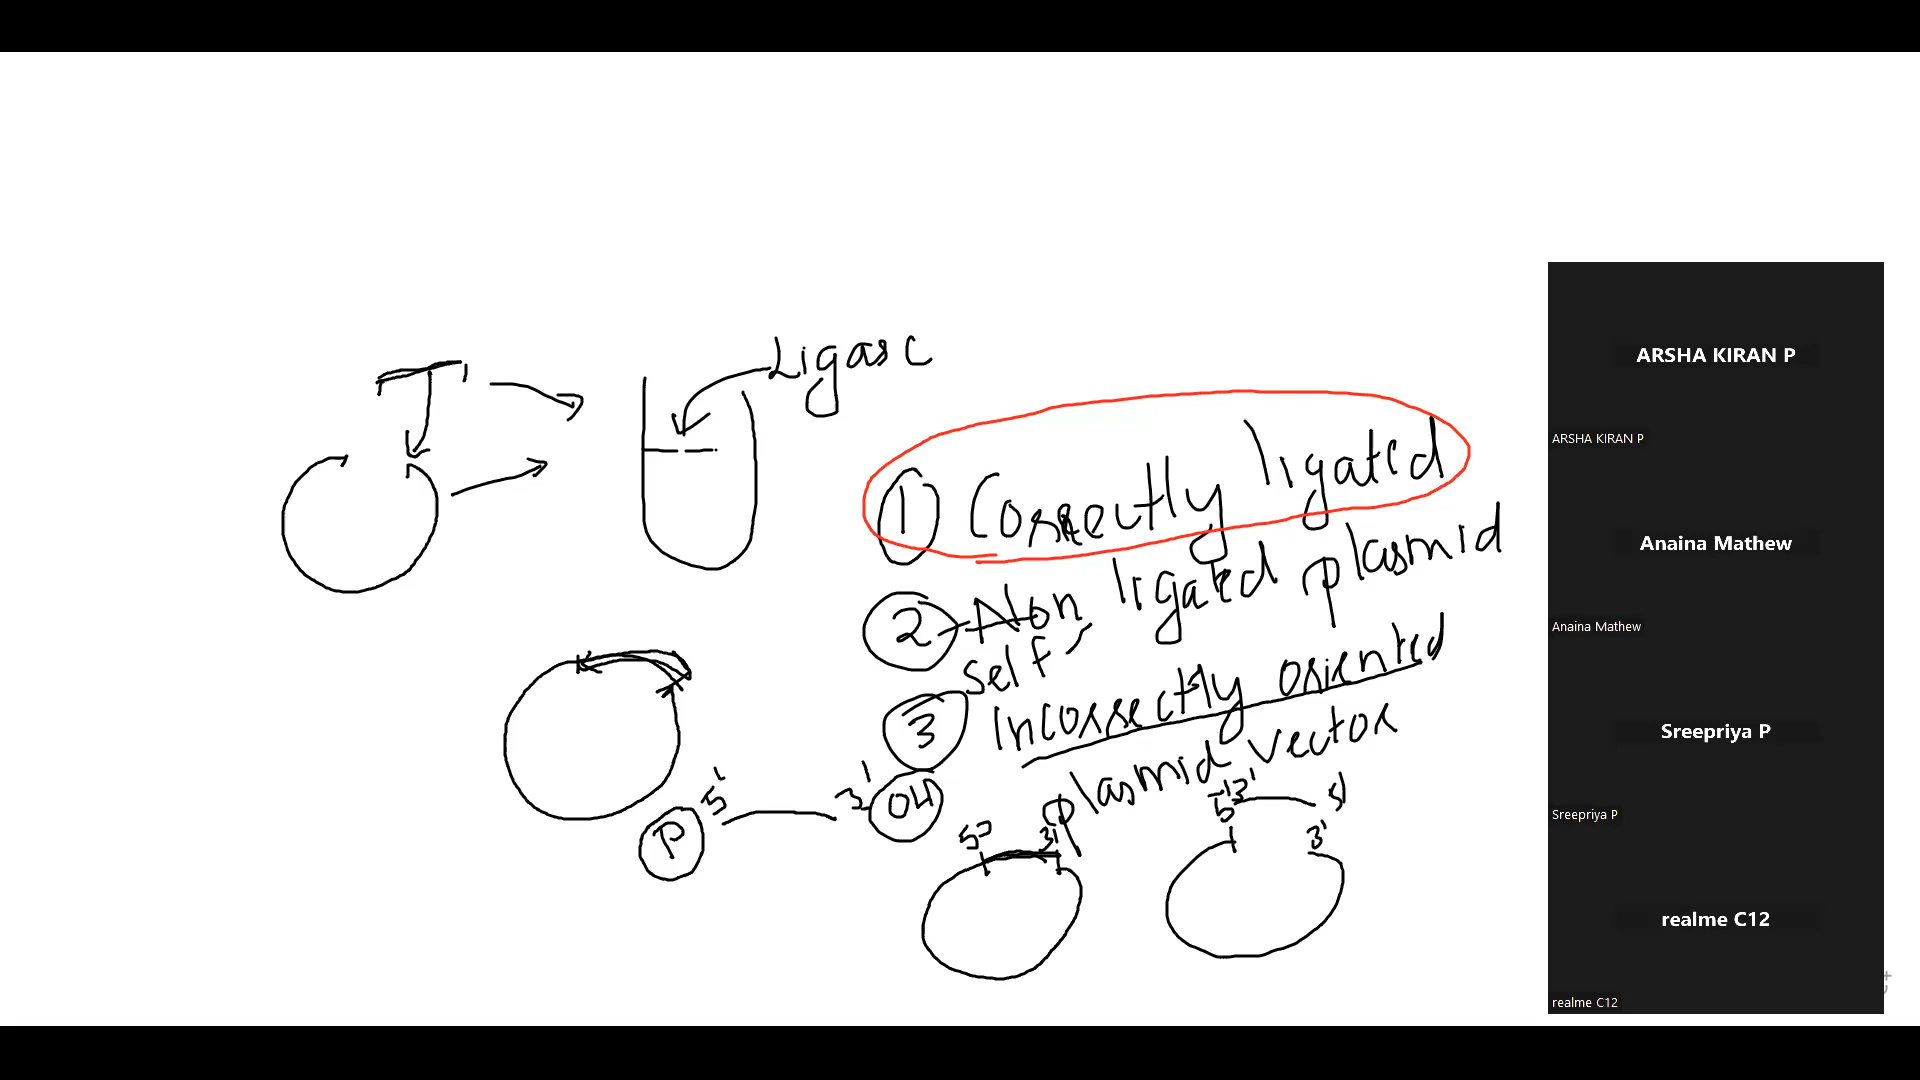 Ligase
1 Correctly ligated
2 Non ligated plasmid
self
3 Incorrectly oriented
plasmid vector
P 5' 3' OH
5' 3'
5' 3' 5'
3'
ARSHA KIRAN P
ARSHA KIRAN P
Anaina Mathew
Anaina Mathew
Sreepriya P
Sreepriya P
realme C12
realme C12